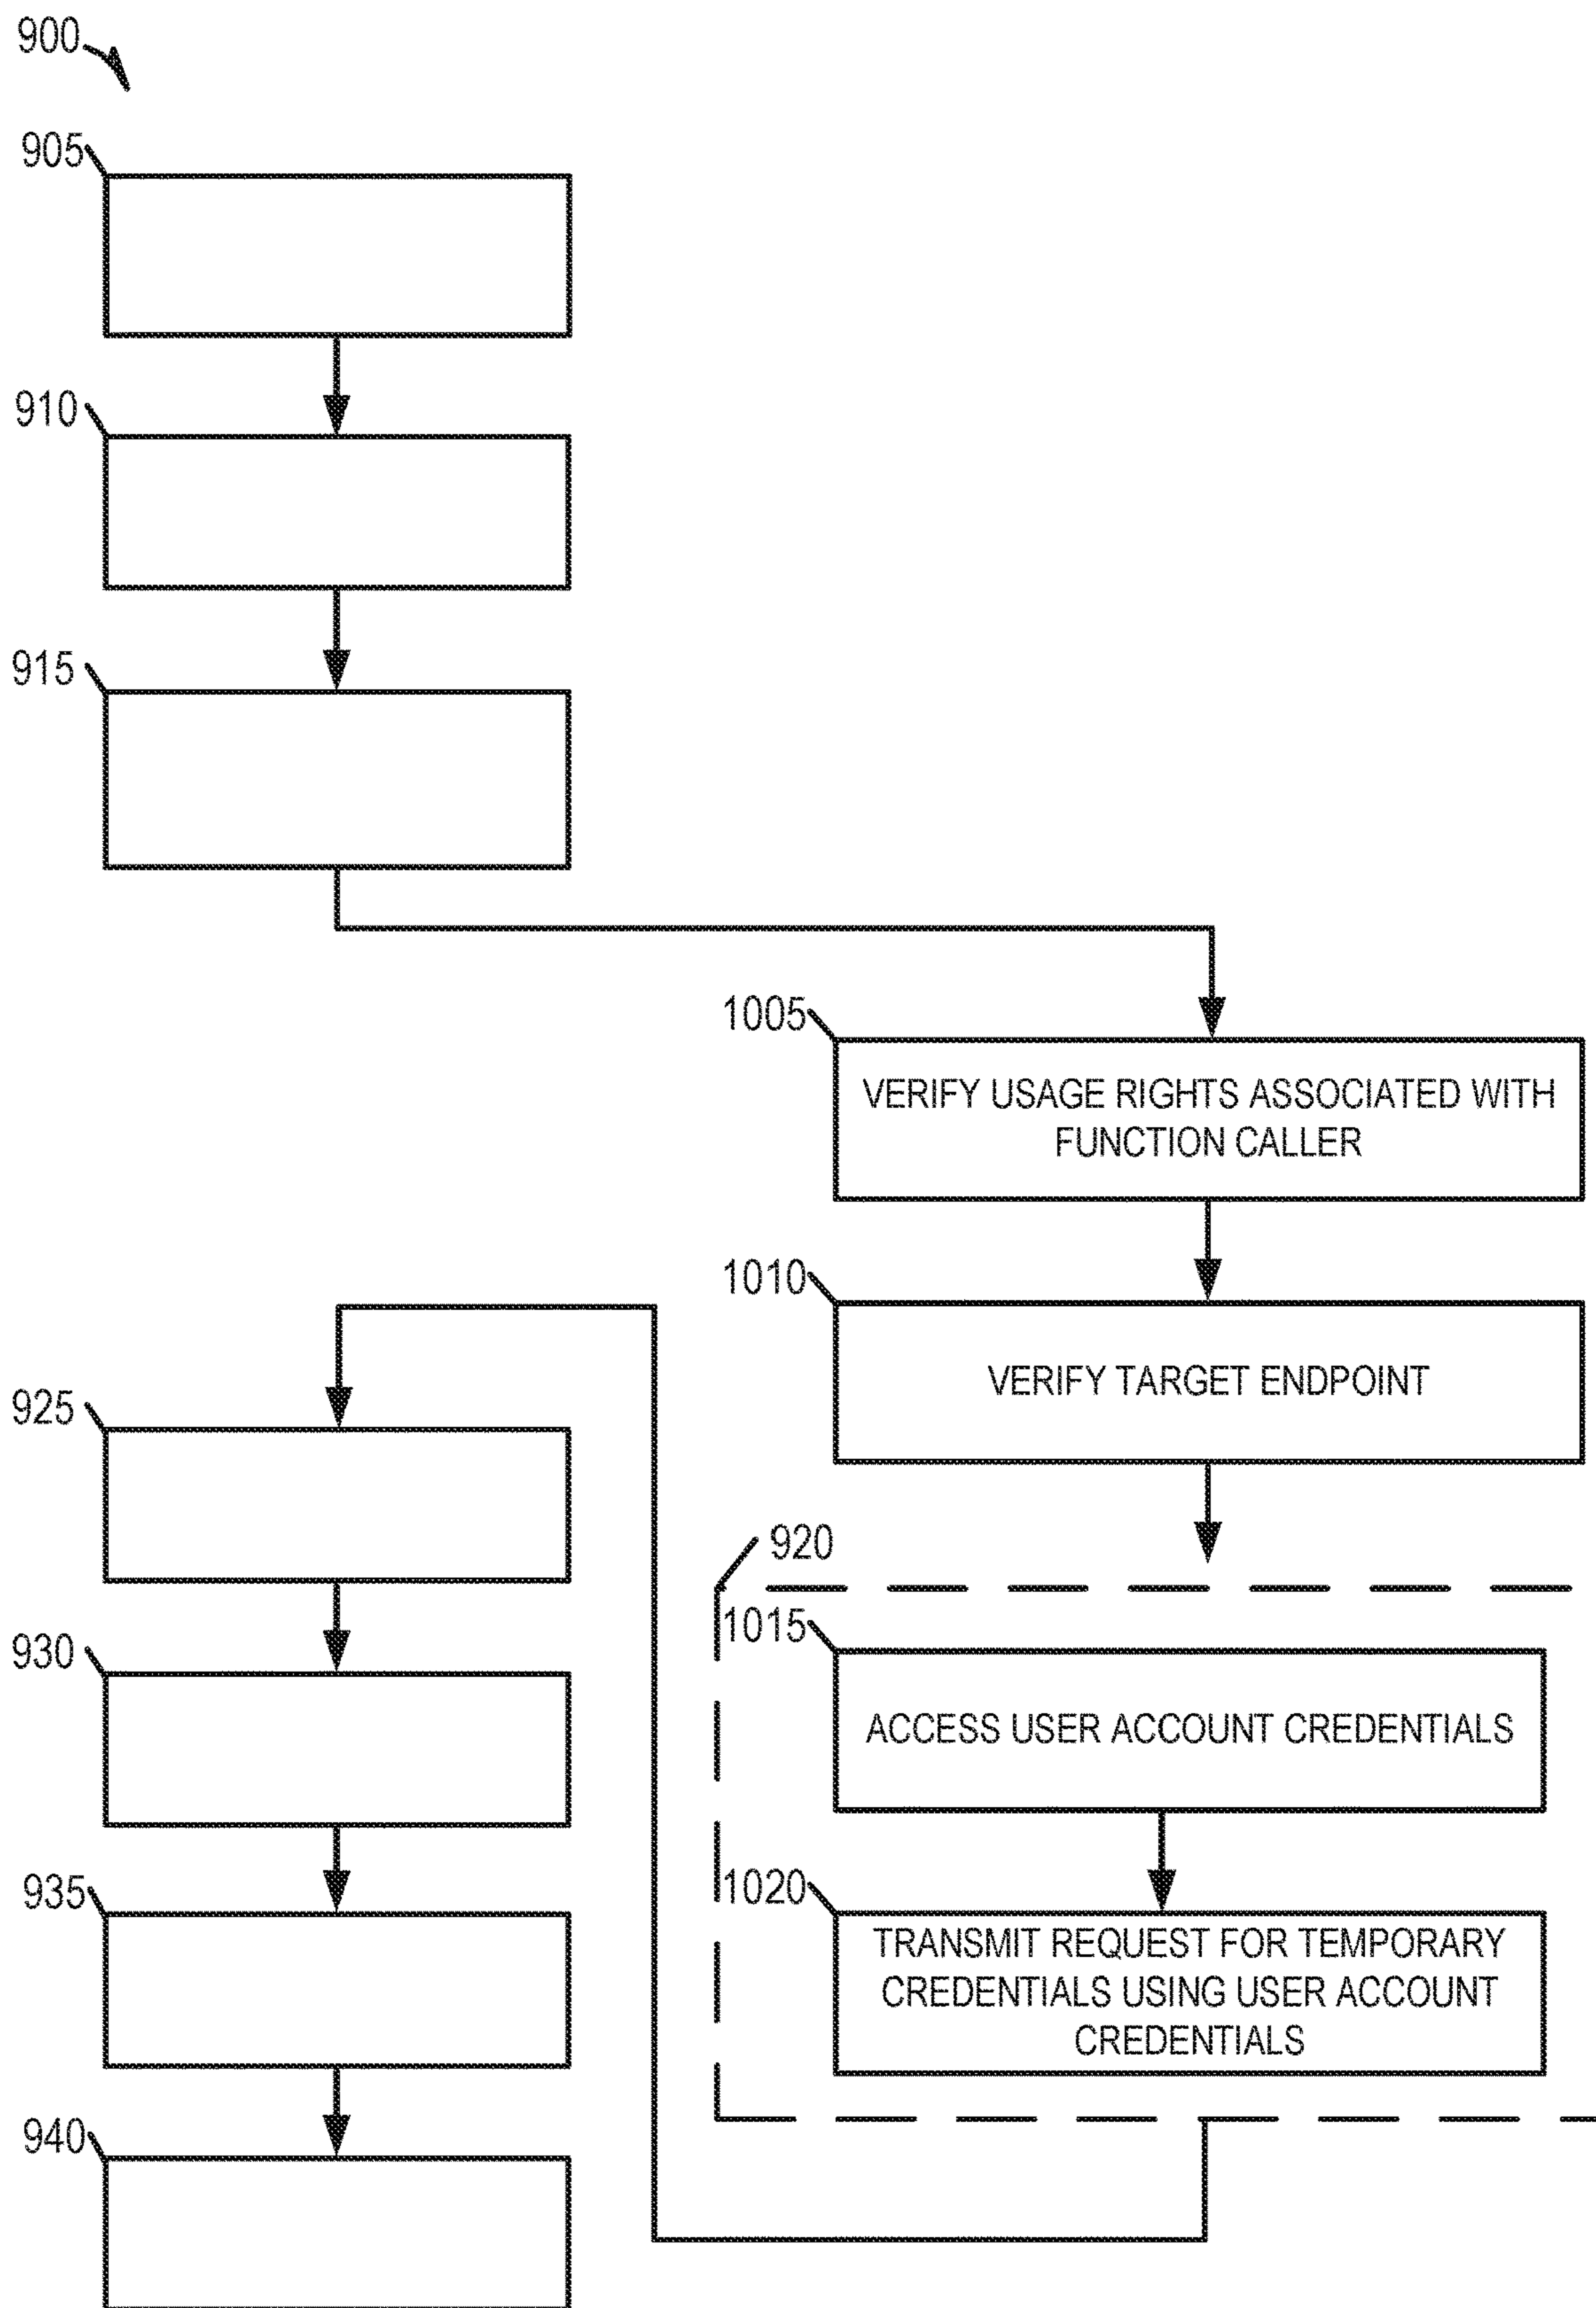 900
905
910
915
1005
VERIFY USAGE RIGHTS ASSOCIATED WITH
FUNCTION CALLER
1010
VERIFY TARGET ENDPOINT
925
920
1015
930
ACCESS USER ACCOUNT CREDENTIALS
935
1020
TRANSMIT REQUEST FOR TEMPORARY
CREDENTIALS USING USER ACCOUNT
CREDENTIALS
940